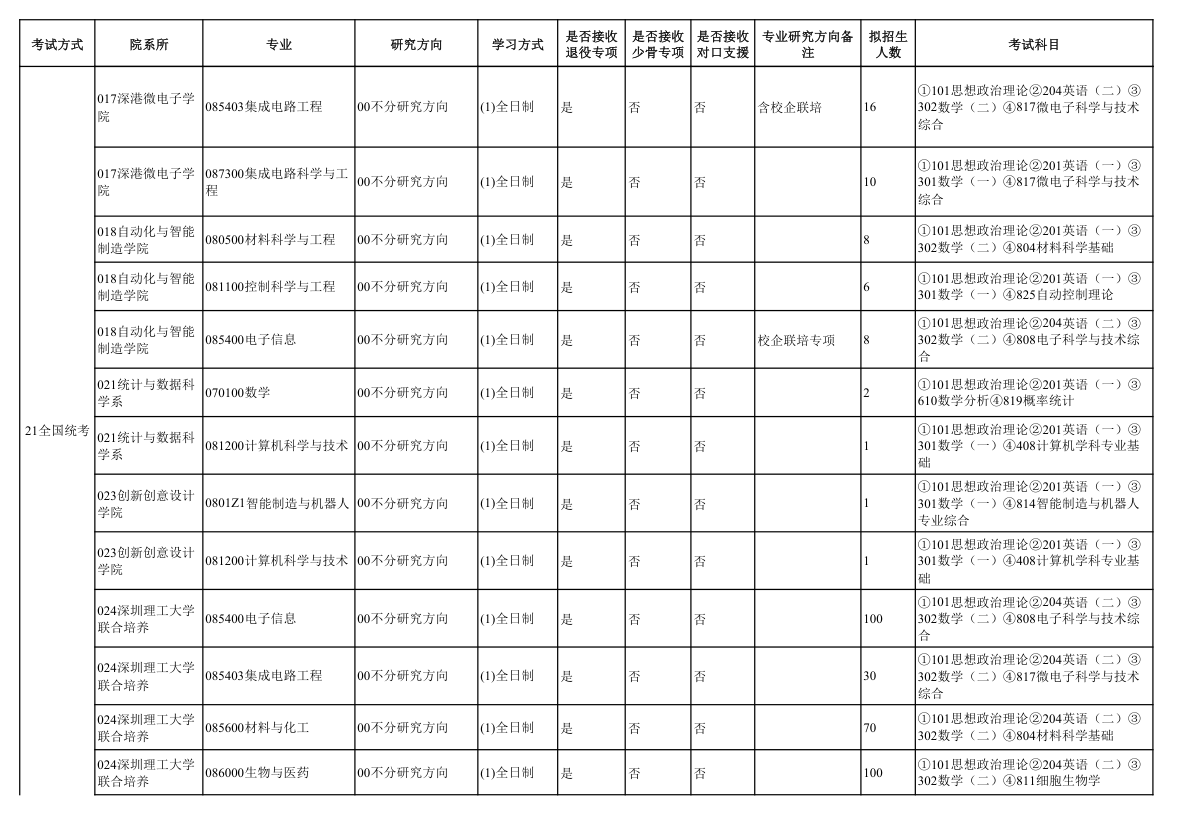 考试方式 院系所 专业 研究方向 学习方式 是否接收退役专项 是否接收少骨专项 是否接收对口支援 专业研究方向备注 拟招生人数 考试科目
21全国统考
017深港微电子学院 085403集成电路工程 00不分研究方向 (1)全日制 是 否 否 含校企联培 16 ①101思想政治理论②204英语（二）③302数学（二）④817微电子科学与技术综合
017深港微电子学院 087300集成电路科学与工程 00不分研究方向 (1)全日制 是 否 否 10 ①101思想政治理论②201英语（一）③301数学（一）④817微电子科学与技术综合
018自动化与智能制造学院 080500材料科学与工程 00不分研究方向 (1)全日制 是 否 否 8 ①101思想政治理论②201英语（一）③302数学（二）④804材料科学基础
018自动化与智能制造学院 081100控制科学与工程 00不分研究方向 (1)全日制 是 否 否 6 ①101思想政治理论②201英语（一）③301数学（一）④825自动控制理论
018自动化与智能制造学院 085400电子信息 00不分研究方向 (1)全日制 是 否 否 校企联培专项 8 ①101思想政治理论②204英语（二）③302数学（二）④808电子科学与技术综合
021统计与数据科学系 070100数学 00不分研究方向 (1)全日制 是 否 否 2 ①101思想政治理论②201英语（一）③610数学分析④819概率统计
021统计与数据科学系 081200计算机科学与技术 00不分研究方向 (1)全日制 是 否 否 1 ①101思想政治理论②201英语（一）③301数学（一）④408计算机学科专业基础
023创新创意设计学院 0801Z1智能制造与机器人 00不分研究方向 (1)全日制 是 否 否 1 ①101思想政治理论②201英语（一）③301数学（一）④814智能制造与机器人专业综合
023创新创意设计学院 081200计算机科学与技术 00不分研究方向 (1)全日制 是 否 否 1 ①101思想政治理论②201英语（一）③301数学（一）④408计算机学科专业基础
024深圳理工大学联合培养 085400电子信息 00不分研究方向 (1)全日制 是 否 否 100 ①101思想政治理论②204英语（二）③302数学（二）④808电子科学与技术综合
024深圳理工大学联合培养 085403集成电路工程 00不分研究方向 (1)全日制 是 否 否 30 ①101思想政治理论②204英语（二）③302数学（二）④817微电子科学与技术综合
024深圳理工大学联合培养 085600材料与化工 00不分研究方向 (1)全日制 是 否 否 70 ①101思想政治理论②204英语（二）③302数学（二）④804材料科学基础
024深圳理工大学联合培养 086000生物与医药 00不分研究方向 (1)全日制 是 否 否 100 ①101思想政治理论②204英语（二）③302数学（二）④811细胞生物学